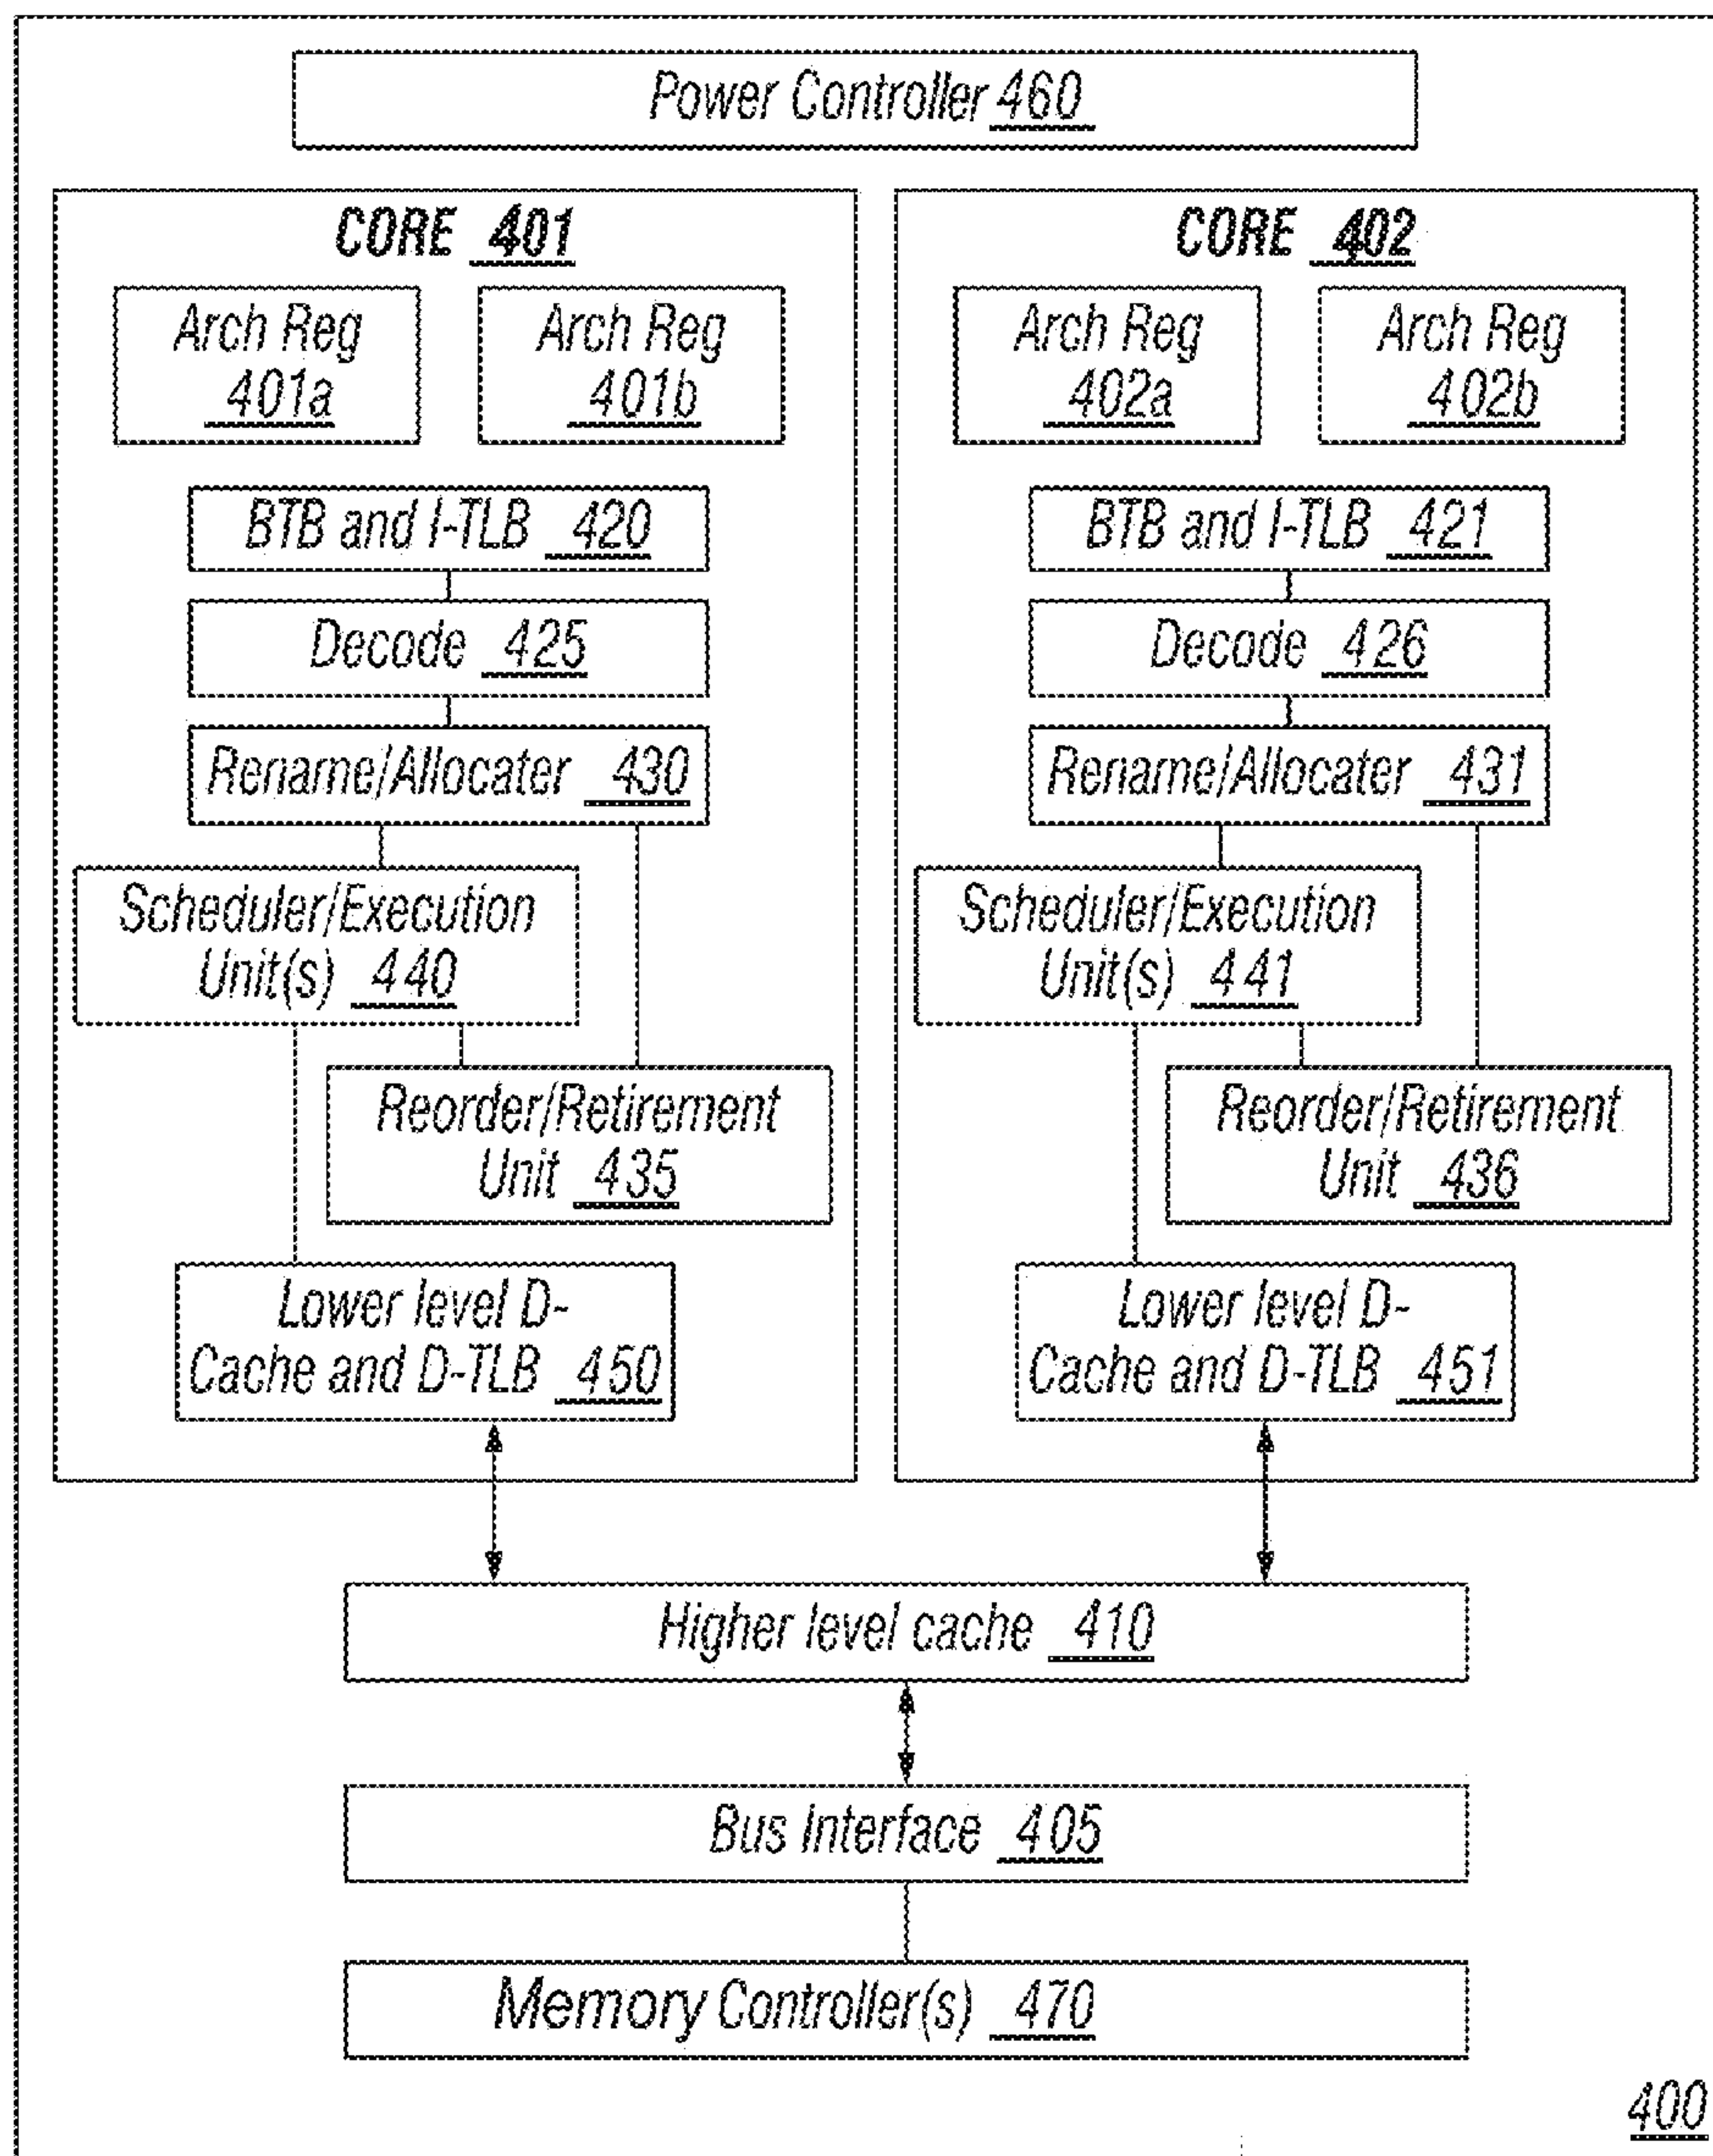 Power Controller 460
CORE 401
Arch Reg
401a
Arch Reg
401b
BTB and I-TLB 420
Decode 425
Rename/Allocater 430
Scheduler/Execution
Unit(s) 440
Reorder/Retirement
Unit 435
Lower level D-
Cache and D-TLB 450
CORE 402
Arch Reg
402a
Arch Reg
402b
BTB and I-TLB 421
Decode 426
Rename/Allocater 431
Scheduler/Execution
Unit(s) 441
Reorder/Retirement
Unit 436
Lower level D-
Cache and D-TLB 451
Higher level cache 410
Bus Interface 405
Memory Controller(s) 470
400